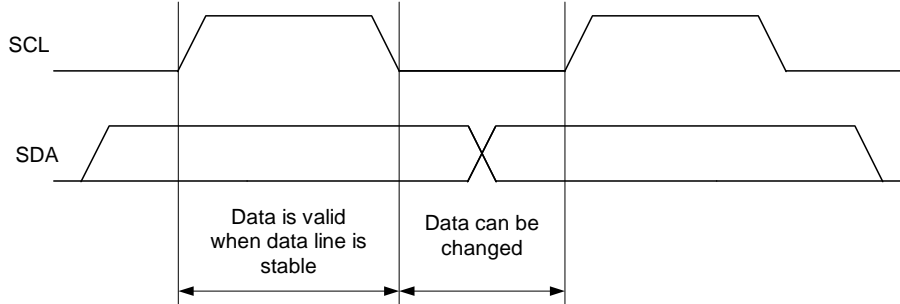 SCL
SDA
Data is valid
when data line is
stable
Data can be
changed